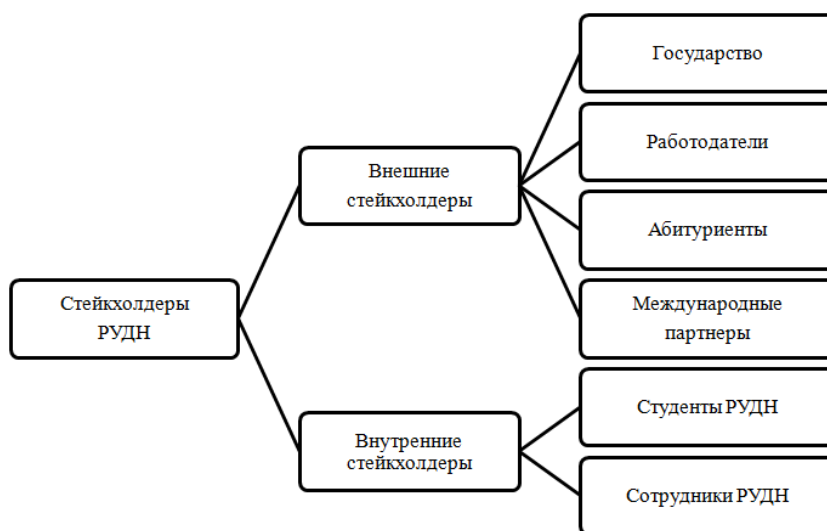 Государство
Работодатели
Внешние
стейкхолдеры
Абитуриенты
Стейкхолдеры
РУДН
Международные
партнеры
Студенты РУДН
Внутренние
стейкхолдеры
Сотрудники РУДН